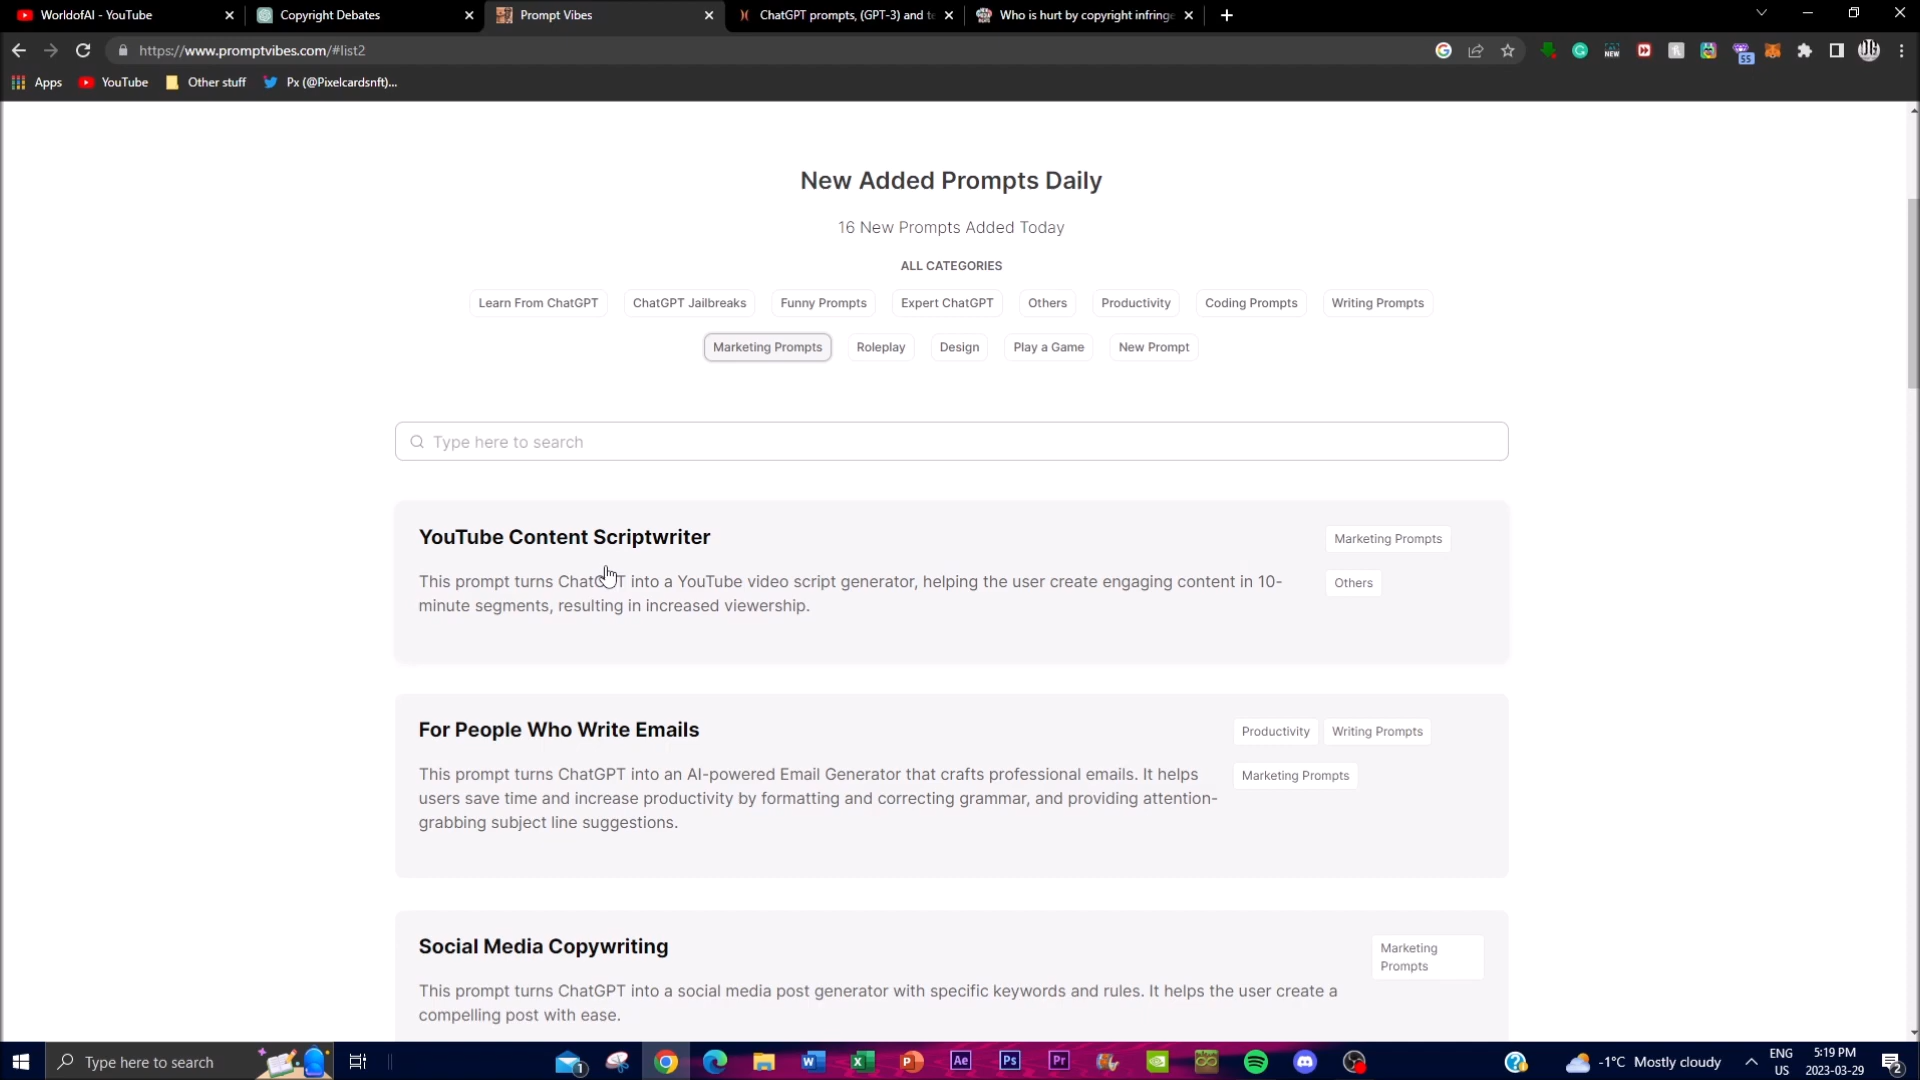 WorldofAI - YouTube
Copyright Debates
Prompt Vibes
ChatGPT prompts, (GPT-3) and te
Who is hurt by copyright infringe
https://www.promptvibes.com/#list2
NEW
55
Apps
YouTube
Other stuff
Px (@Pixelcardsnft)...
New Added Prompts Daily
16 New Prompts Added Today
ALL CATEGORIES
Learn From ChatGPT
ChatGPT Jailbreaks
Funny Prompts
Expert ChatGPT
Others
Productivity
Coding Prompts
Writing Prompts
Marketing Prompts
Roleplay
Design
Play a Game
New Prompt
Type here to search
YouTube Content Scriptwriter
Marketing Prompts
This prompt turns ChatGPT into a YouTube video script generator, helping the user create engaging content in 10-
minute segments, resulting in increased viewership.
Others
For People Who Write Emails
Productivity
Writing Prompts
This prompt turns ChatGPT into an AI-powered Email Generator that crafts professional emails. It helps
users save time and increase productivity by formatting and correcting grammar, and providing attention-
grabbing subject line suggestions.
Marketing Prompts
Social Media Copywriting
Marketing
Prompts
This prompt turns ChatGPT into a social media post generator with specific keywords and rules. It helps the user create a
compelling post with ease.
Type here to search
1
Ae
Ps
Pr
-1°C Mostly cloudy
ENG
US
5:19 PM
2023-03-29
2